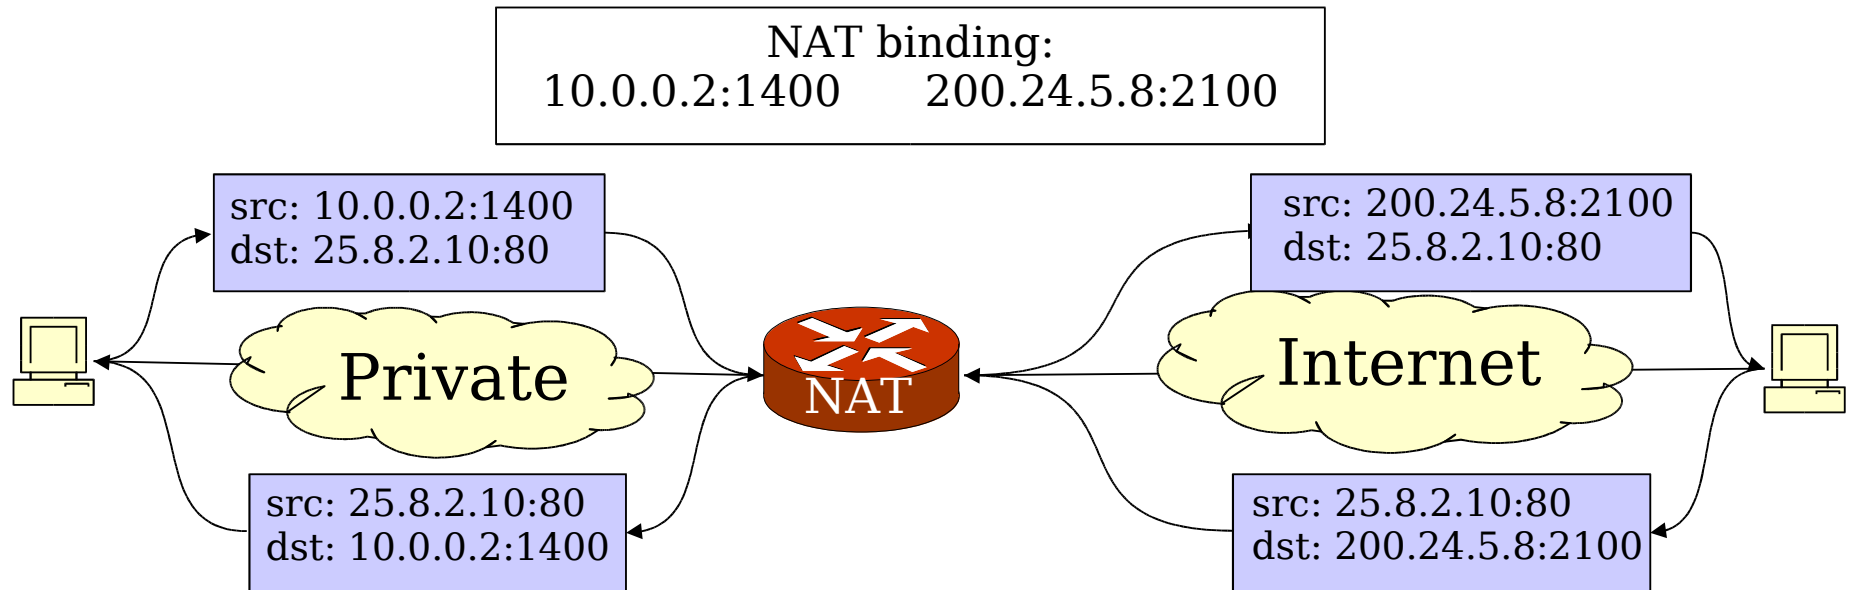 NAT binding:
10.0.0.2:1400 200.24.5.8:2100
src: 10.0.0.2:1400
dst: 25.8.2.10:80
src: 200.24.5.8:2100
dst: 25.8.2.10:80
Private
NAT
Internet
src: 25.8.2.10:80
dst: 10.0.0.2:1400
src: 25.8.2.10:80
dst: 200.24.5.8:2100